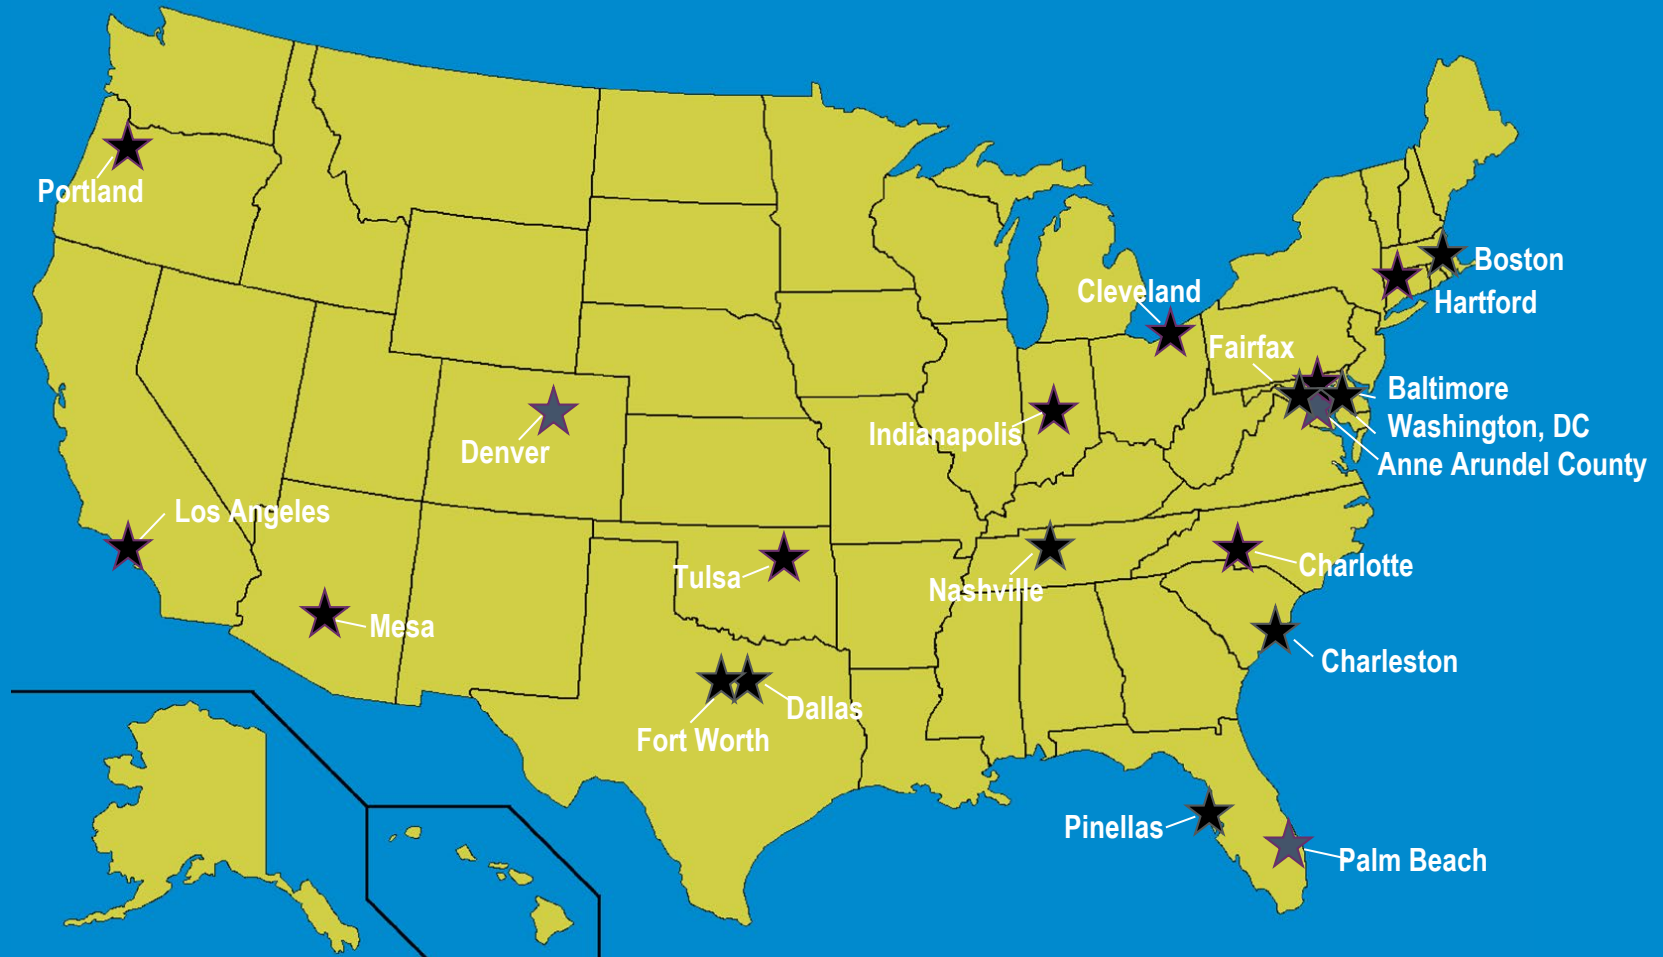 Portland
Boston
Cleveland
Hartford
Fairfax
Baltimore
Indianapolis
Washington, DC
Denver
Anne Arundel County
Los Angeles
Tulsa
Charlotte
Nashville
Mesa
Charleston
Dallas
Fort Worth
Pinellas
Palm Beach